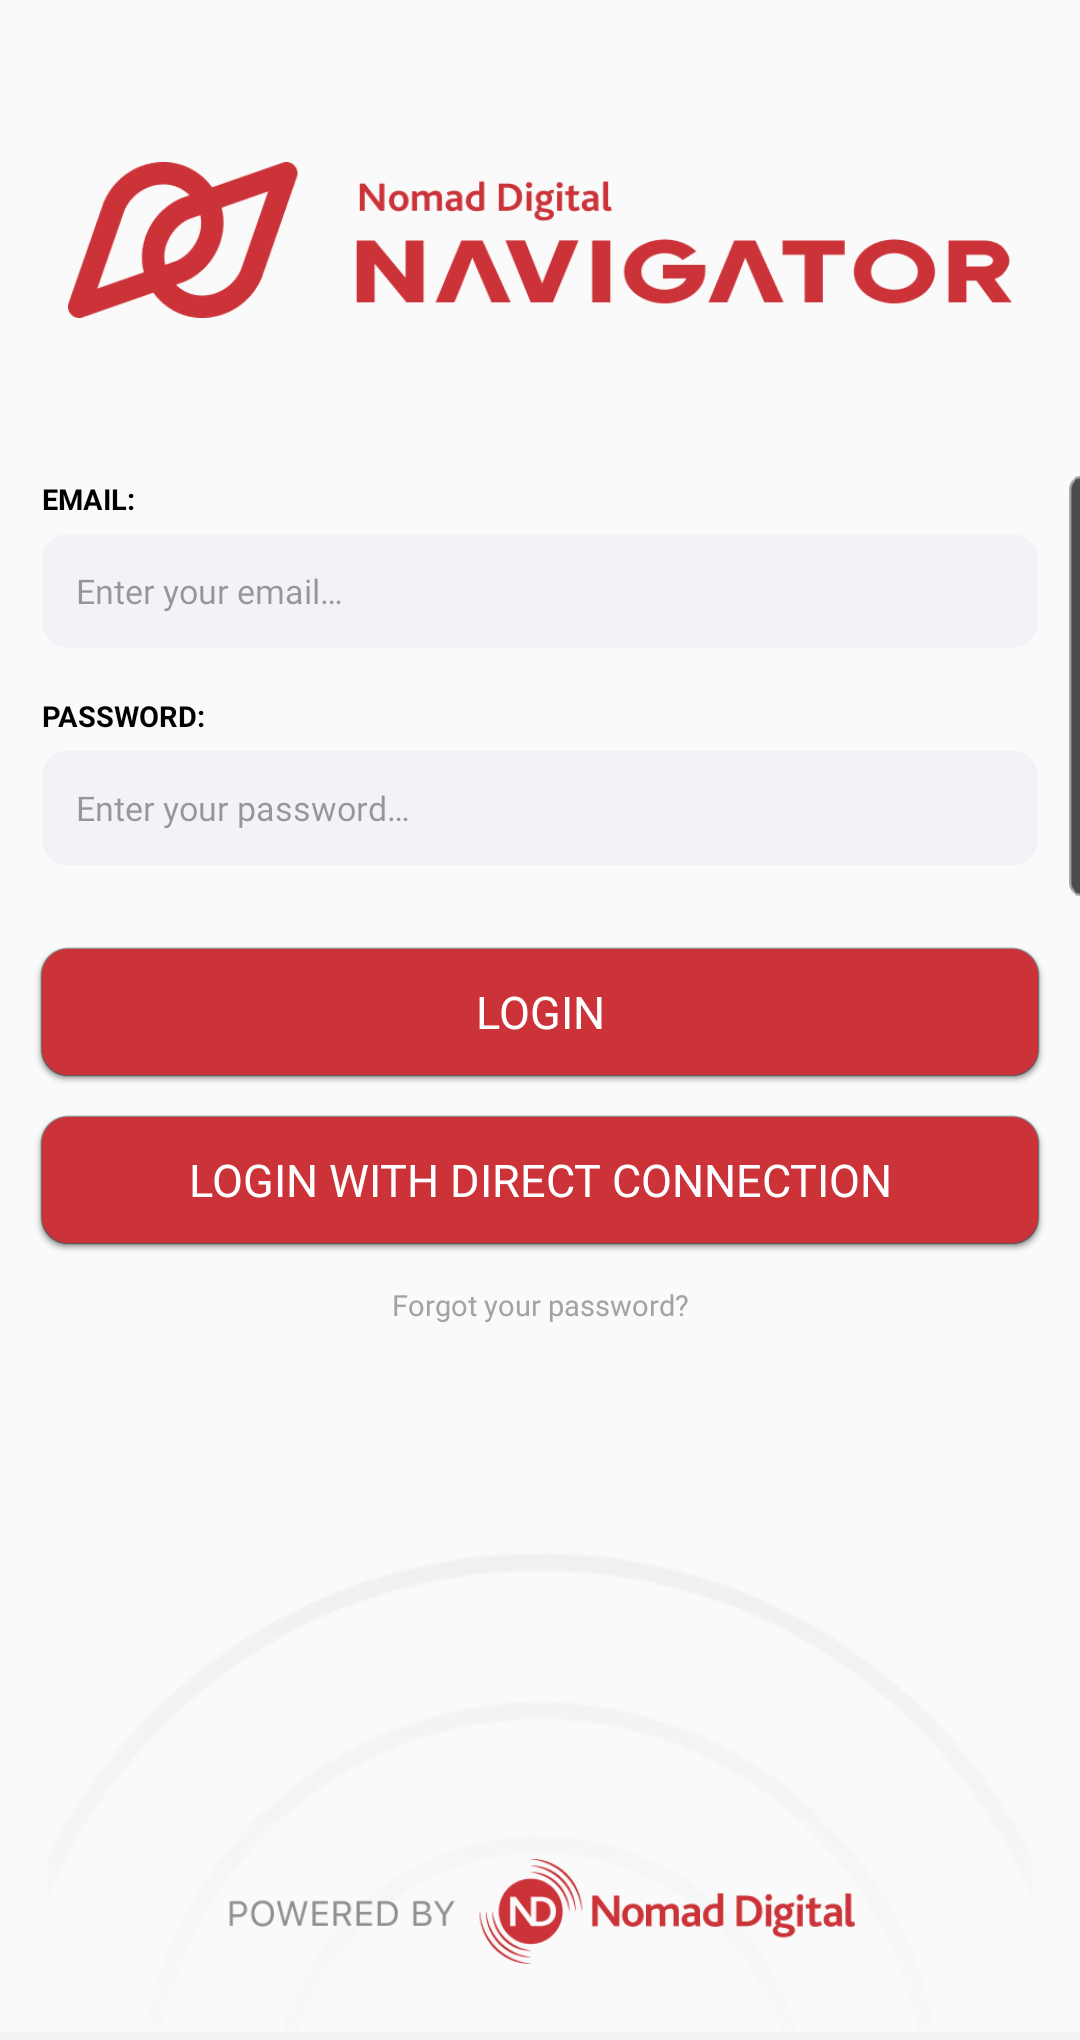 Nomad Digital
NAVIGATOR
EMAIL:
Enter your email...
PASSWORD:
Enter your password...
LOGIN
LOGIN WITH DIRECT CONNECTION
Forgot your password?
POWERED BY ND Nomad Digital